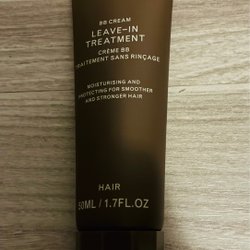 BB CREAM
LEAVE-IN
TREATMENT
CRÈME BB
TRAITEMENT SANS RINÇAGE
MOISTURISING AND
PROTECTING FOR SMOOTHER
AND STRONGER HAIR
HAIR
50ML / 1.7FL.OZ